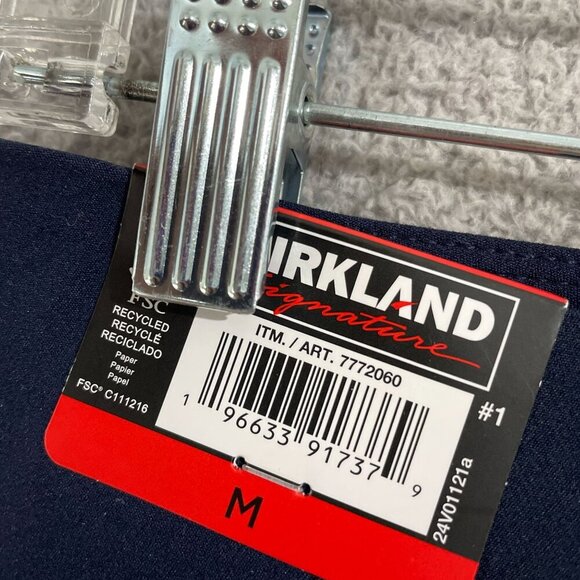 KIRKLAND
Signature
FSC
RECYCLED
RECYCLÉ
RECICLADO
Paper
Papier
Papel
FSC® C111216
ITM. / ART. 7772060
1 96633 91737 9
#1
24V01121a
M